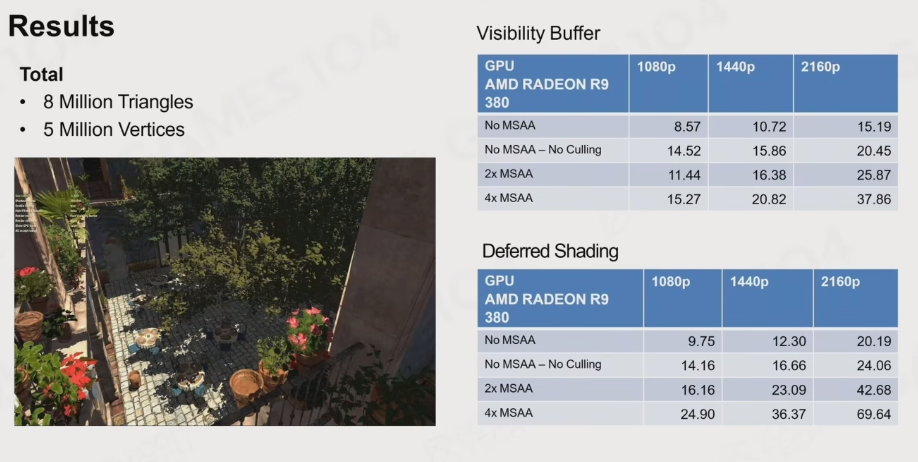 Results
Total
• 8 Million Triangles
• 5 Million Vertices
Visibility Buffer
GPU AMD RADEON R9 380 1080p 1440p 2160p
No MSAA 8.57 10.72 15.19
No MSAA – No Culling 14.52 15.86 20.45
2x MSAA 11.44 16.38 25.87
4x MSAA 15.27 20.82 37.86
Deferred Shading
GPU AMD RADEON R9 380 1080p 1440p 2160p
No MSAA 9.75 12.30 20.19
No MSAA – No Culling 14.16 16.66 24.06
2x MSAA 16.16 23.09 42.68
4x MSAA 24.90 36.37 69.64